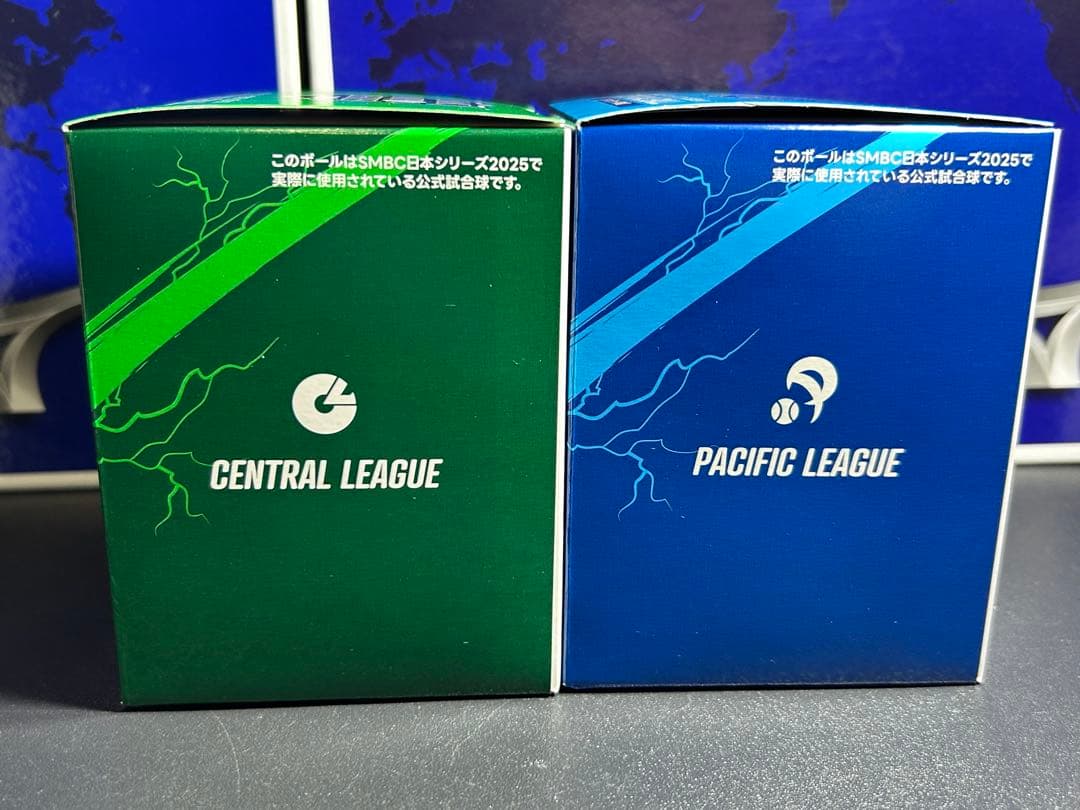 このボールはSMBC日本シリーズ2025で
実際に使用されている公式試合球です。
CENTRAL LEAGUE
このボールはSMBC日本シリーズ2025で
実際に使用されている公式試合球です。
PACIFIC LEAGUE